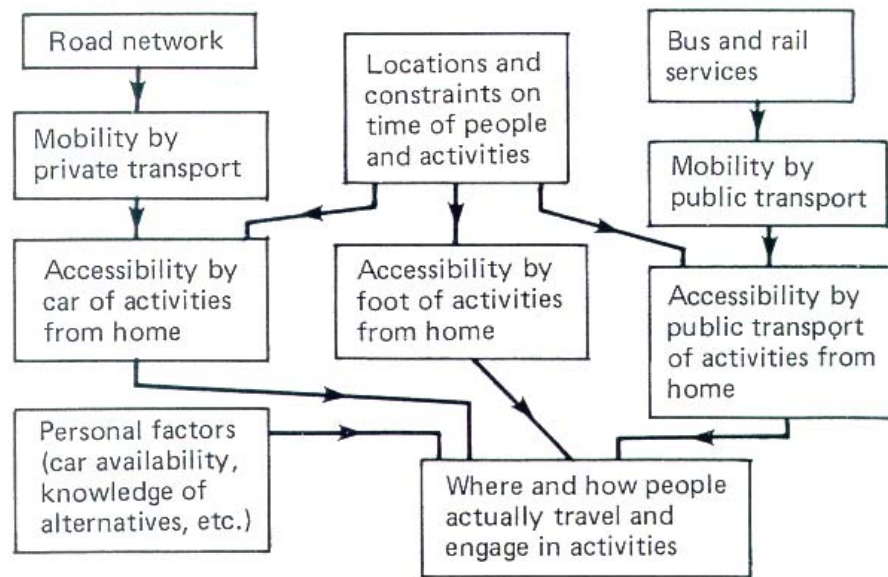 Road network
Locations and
constraints on
time of people
and activities
Bus and rail
services
Mobility by
private transport
Mobility by
public transport
Accessibility by
car of activities
from home
Accessibility by
foot of activities
from home
Accessibility by
public transport
of activities from
home
Personal factors
(car availability,
knowledge of
alternatives, etc.)
Where and how people
actually travel and
engage in activities